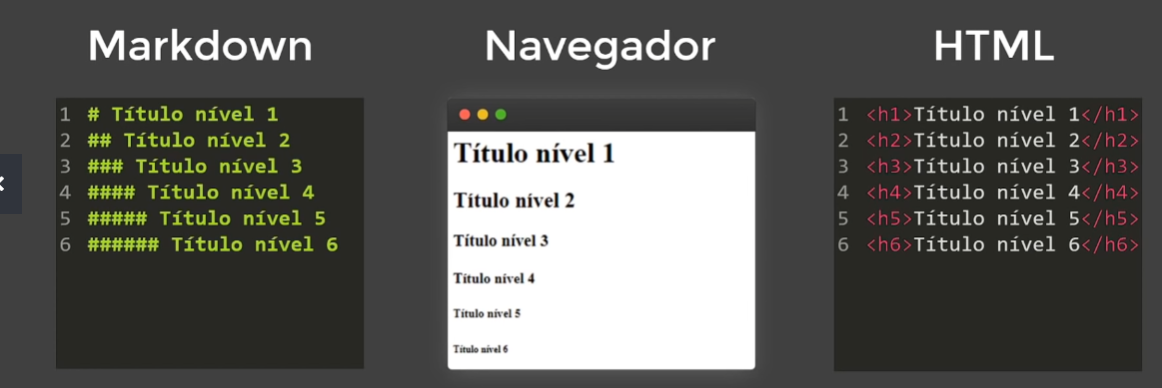 Markdown
1 # Título nível 1
2 ## Título nível 2
3 ### Título nível 3
4 #### Título nível 4
5 ##### Título nível 5
6 ###### Título nível 6
Navegador
Título nível 1
Título nível 2
Título nível 3
Título nível 4
Título nível 5
Título nível 6
HTML
1 <h1>Título nível 1</h1>
2 <h2>Título nível 2</h2>
3 <h3>Título nível 3</h3>
4 <h4>Título nível 4</h4>
5 <h5>Título nível 5</h5>
6 <h6>Título nível 6</h6>